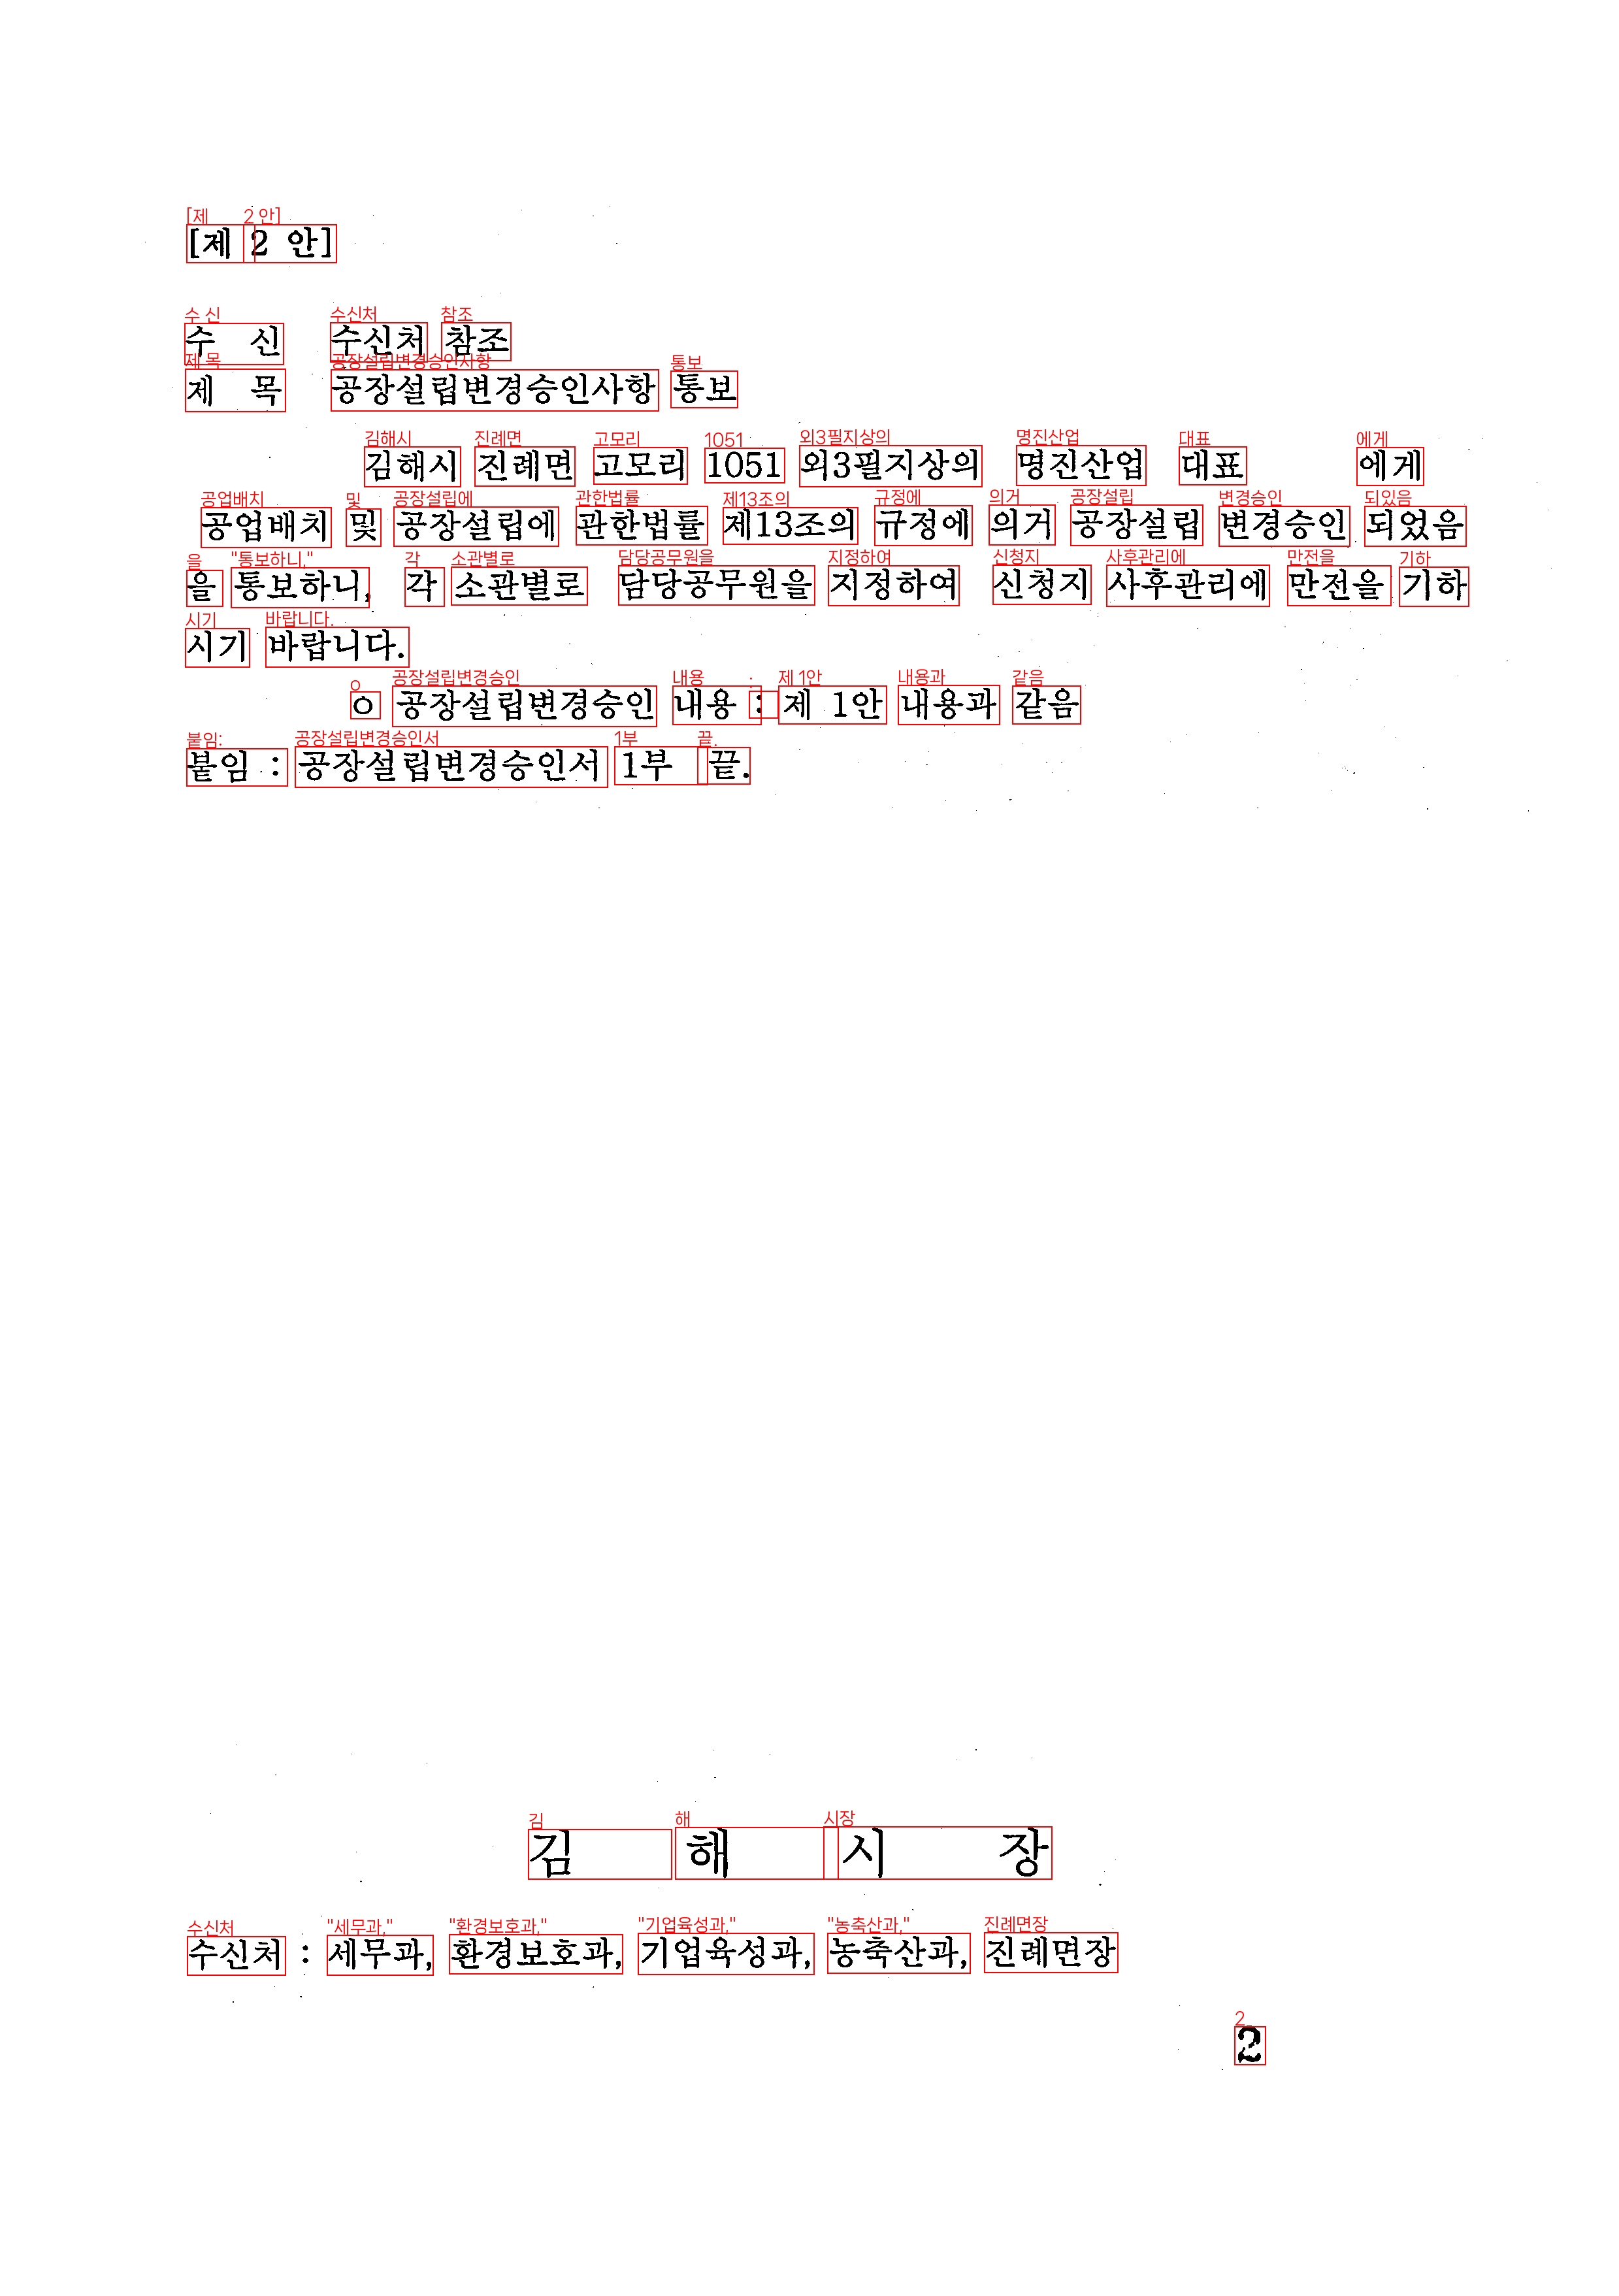 [제 2 안]
수 신 수신처 참조
제 목 공장설립변경승인사항 통보
김해시 진례면 고모리 1051 외3필지상의 명진산업 대표 에게
공업배치 및 공장설립에 관한법률 제13조의 규정에 의거 공장설립 변경승인 되었음
을 통보하니, 각 소관별로 담당공무원을 지정하여 신청지 사후관리에 만전을 기하
시기 바랍니다.
ㅇ 공장설립변경승인 내용 : 제 1안 내용과 같음
붙임 : 공장설립변경승인서 1부 끝.
김 해 시 장
수신처 : 세무과, 환경보호과, 기업육성과, 농축산과, 진례면장
2